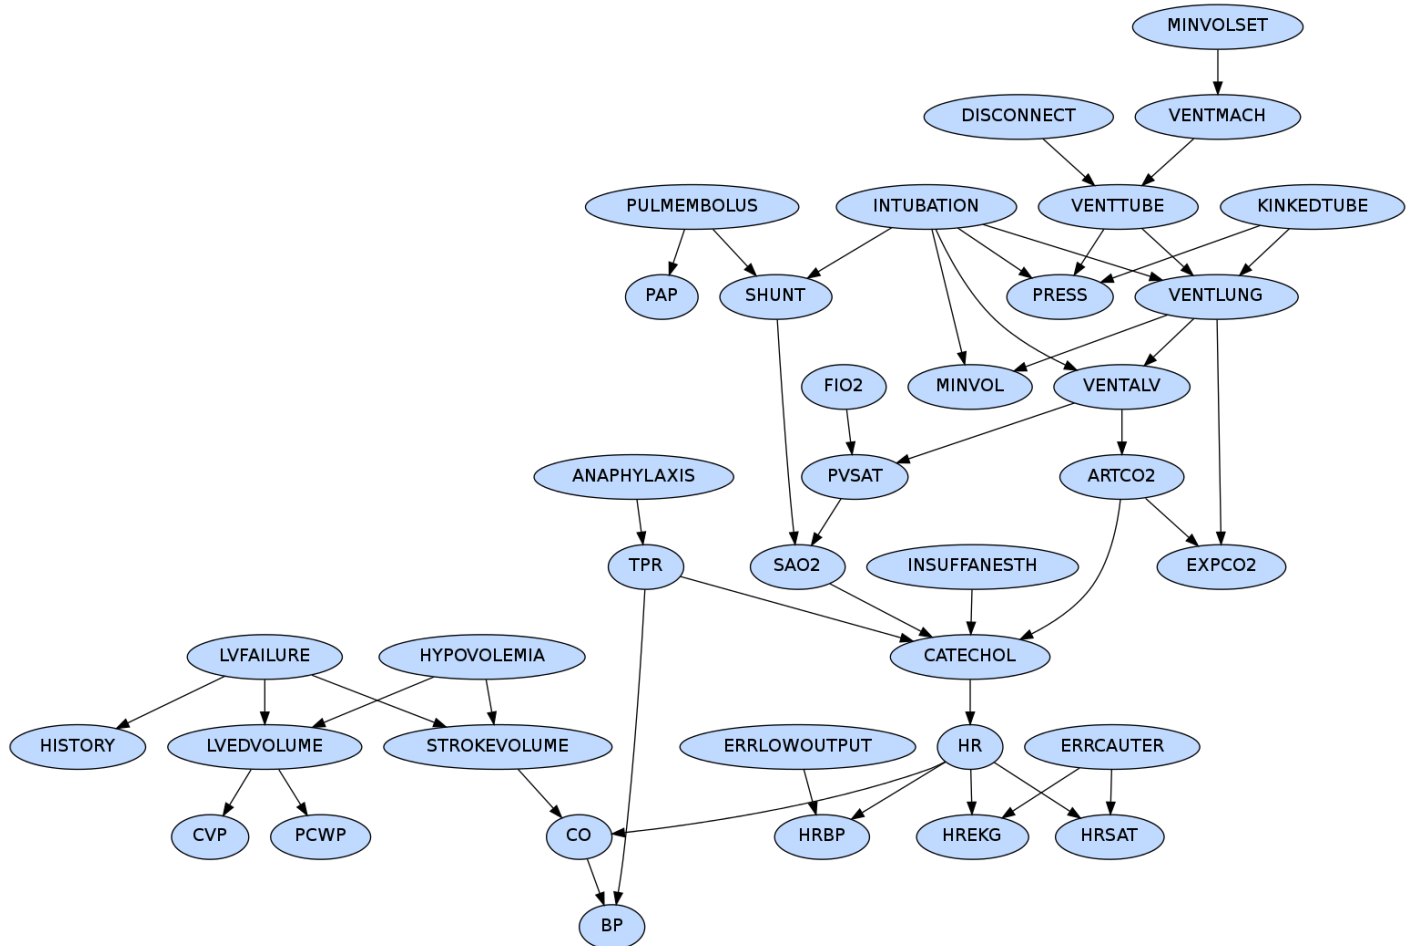 MINVOLSET
DISCONNECT
VENTMACH
PULMEMBOLUS
INTUBATION
VENTTUBE
KINKEDTUBE
PAP
SHUNT
PRESS
VENTLUNG
FIO2
MINVOL
VENTALV
ANAPHYLAXIS
PVSAT
ARTCO2
TPR
SAO2
INSUFFANESTH
EXPCO2
LVFAILURE
HYPOVOLEMIA
CATECHOL
HISTORY
LVEDVOLUME
STROKEVOLUME
ERRLOWOUTPUT
HR
ERRCAUTER
CVP
PCWP
CO
HRBP
HREKG
HRSAT
BP